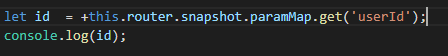 let id  = +this.router.snapshot.paramMap.get('userId');
console.log(id);